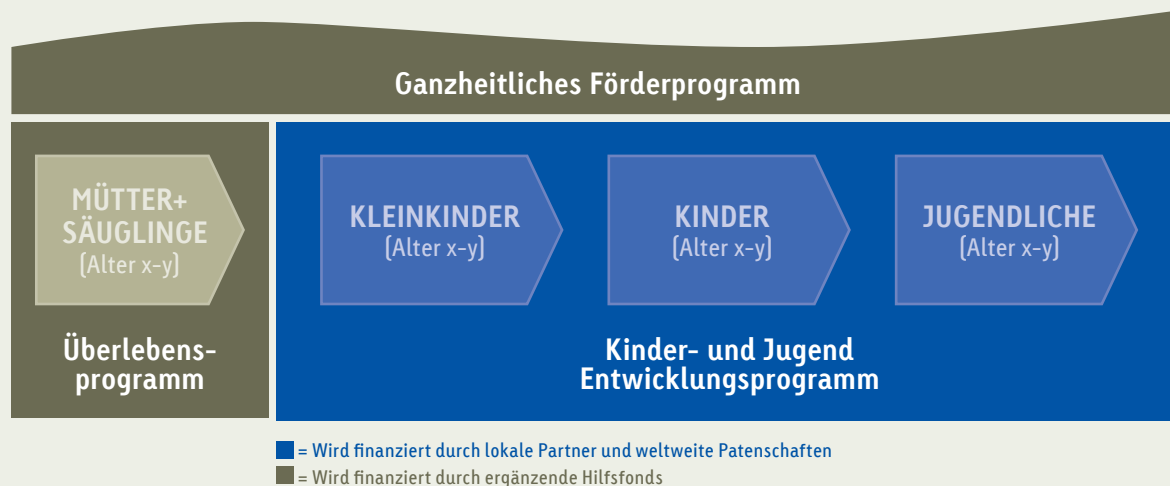 Ganzheitliches Förderprogramm
MÜTTER+
SÄUGLINGE
(Alter x-y)
Überlebens-
programm
KLEINKINDER
(Alter x-y)
KINDER
(Alter x-y)
JUGENDLICHE
(Alter x-y)
Kinder- und Jugend
Entwicklungsprogramm
= Wird finanziert durch lokale Partner und weltweite Patenschaften
= Wird finanziert durch ergänzende Hilfsfonds